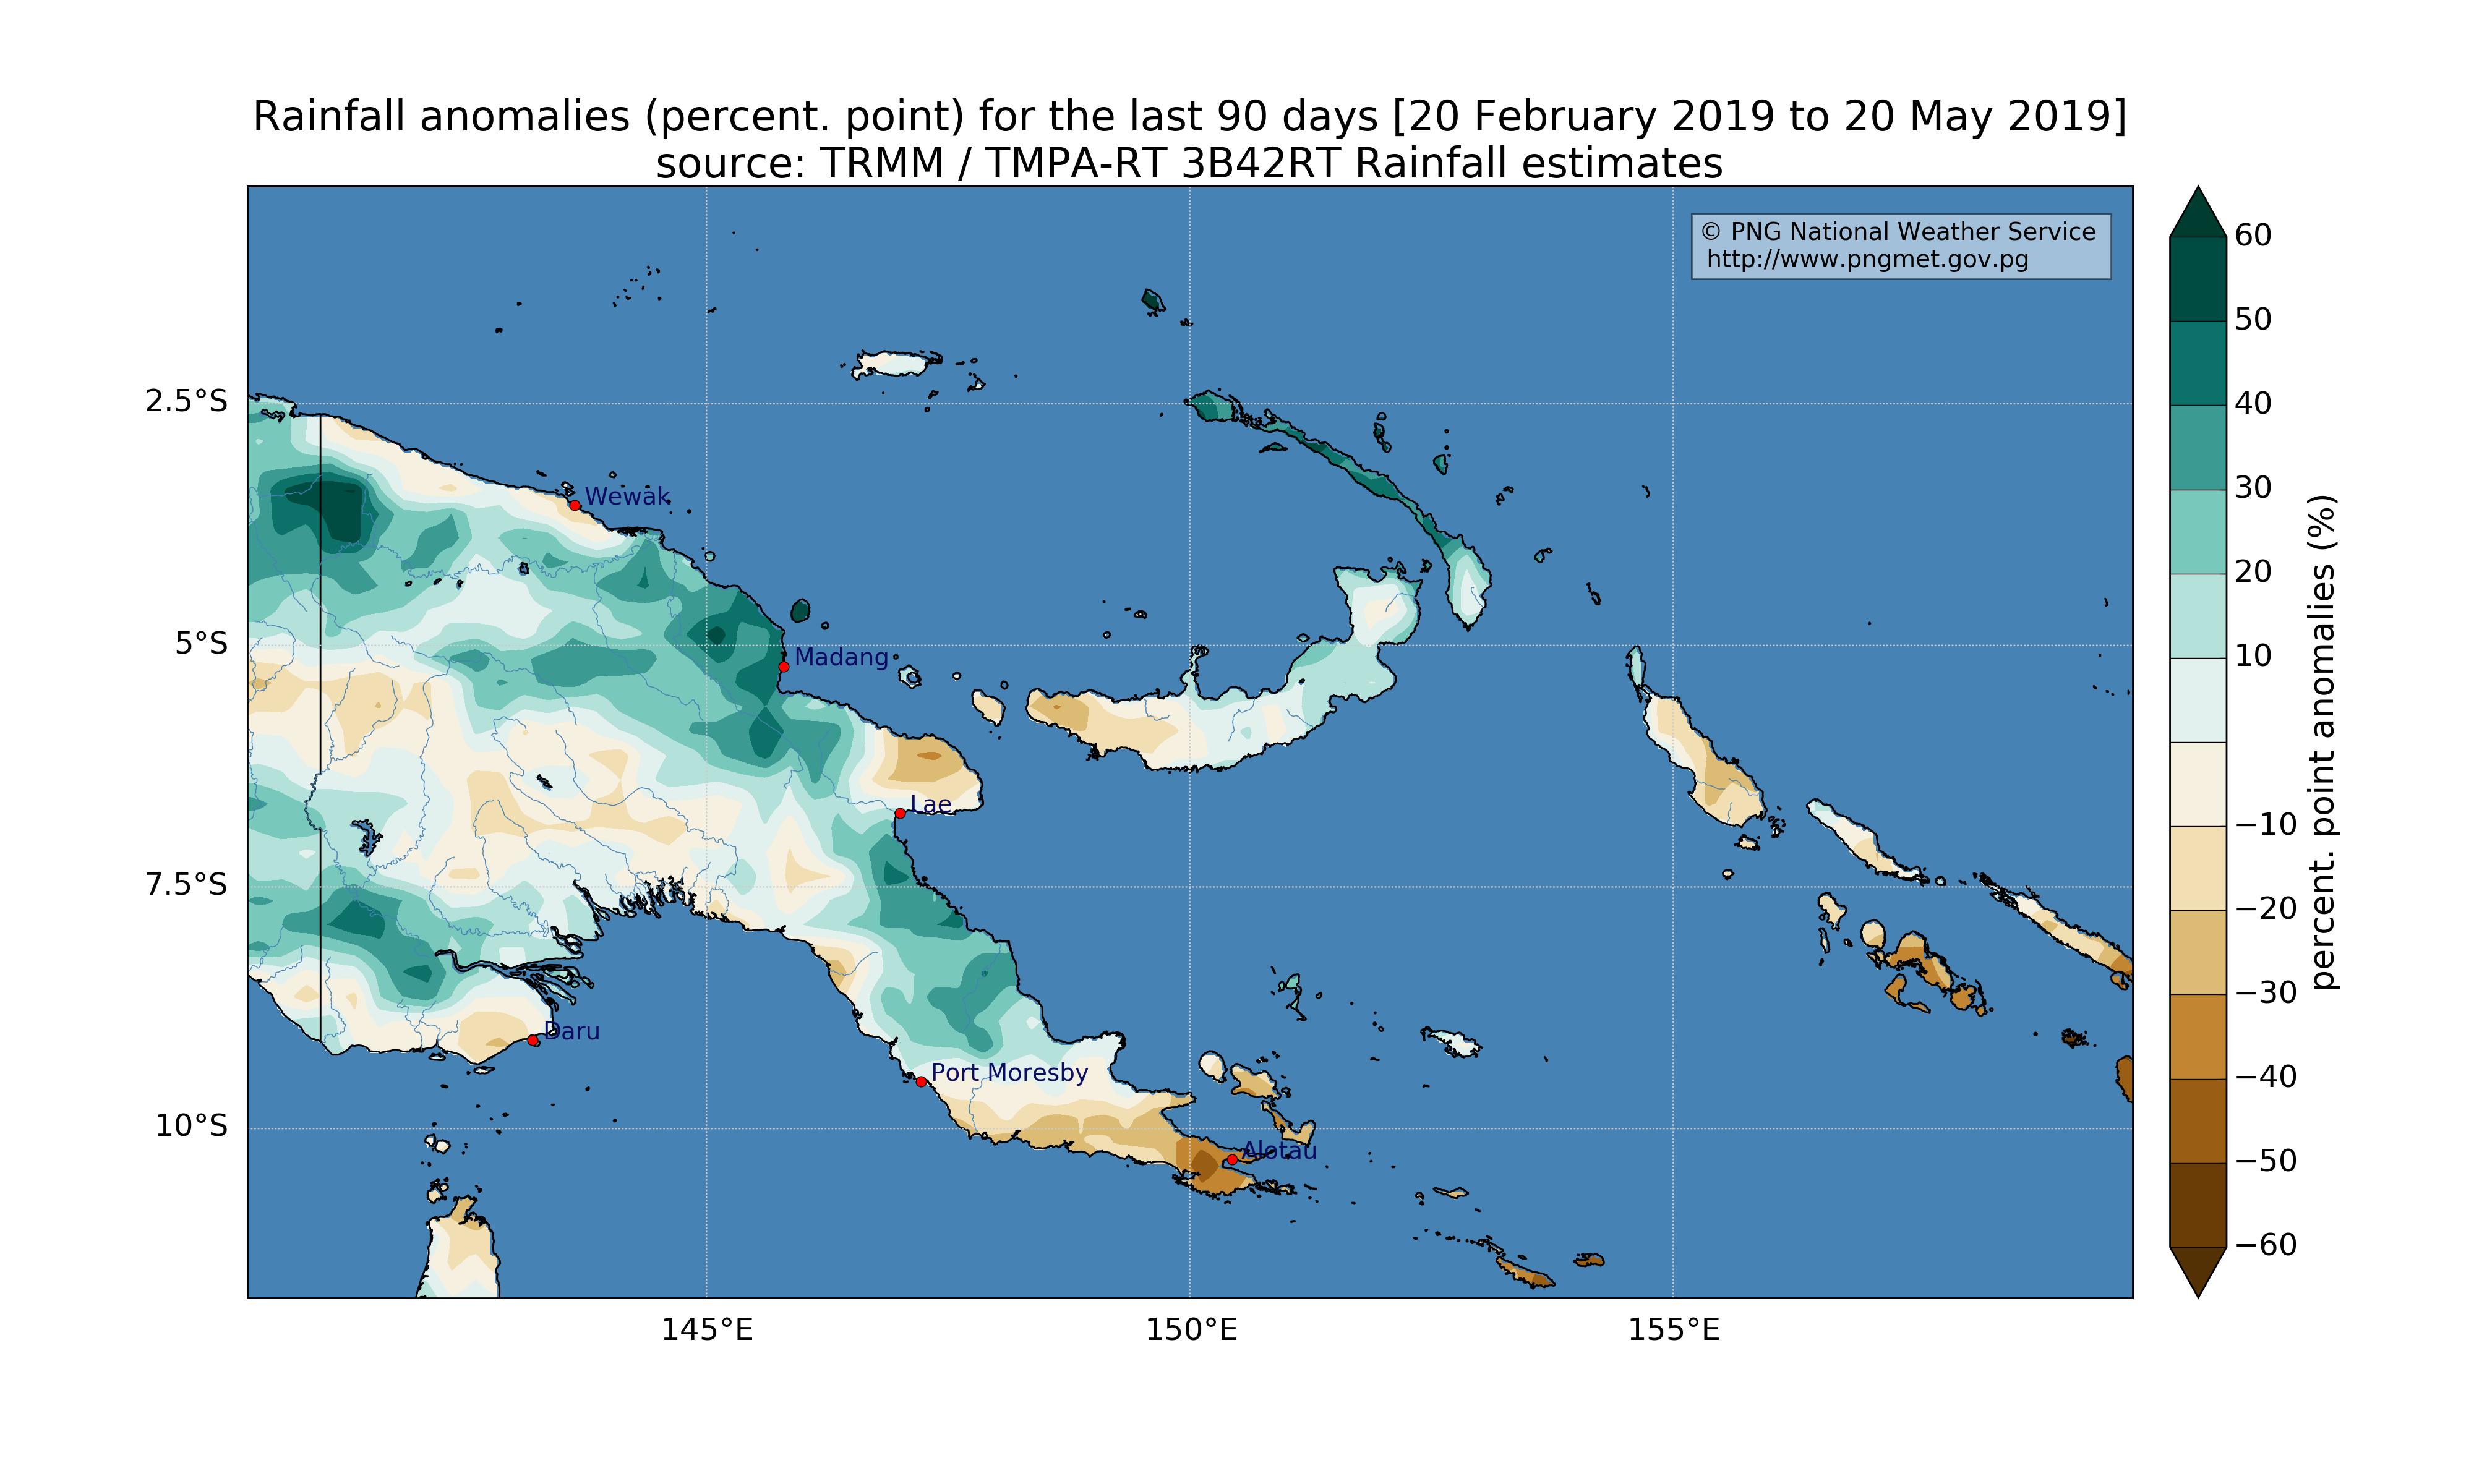 Rainfall anomalies (percent. point) for the last 90 days [20 February 2019 to 20 May 2019]
source: TRMM / TMPA-RT 3B42RT Rainfall estimates
© PNG National Weather Service
http://www.pngmet.gov.pg
2.5°S
5°S
7.5°S
10°S
145°E
150°E
155°E
Wewak
Madang
Lae
Daru
Port Moresby
Alotau
60
50
40
30
20
10
−10
−20
−30
−40
−50
−60
percent. point anomalies (%)